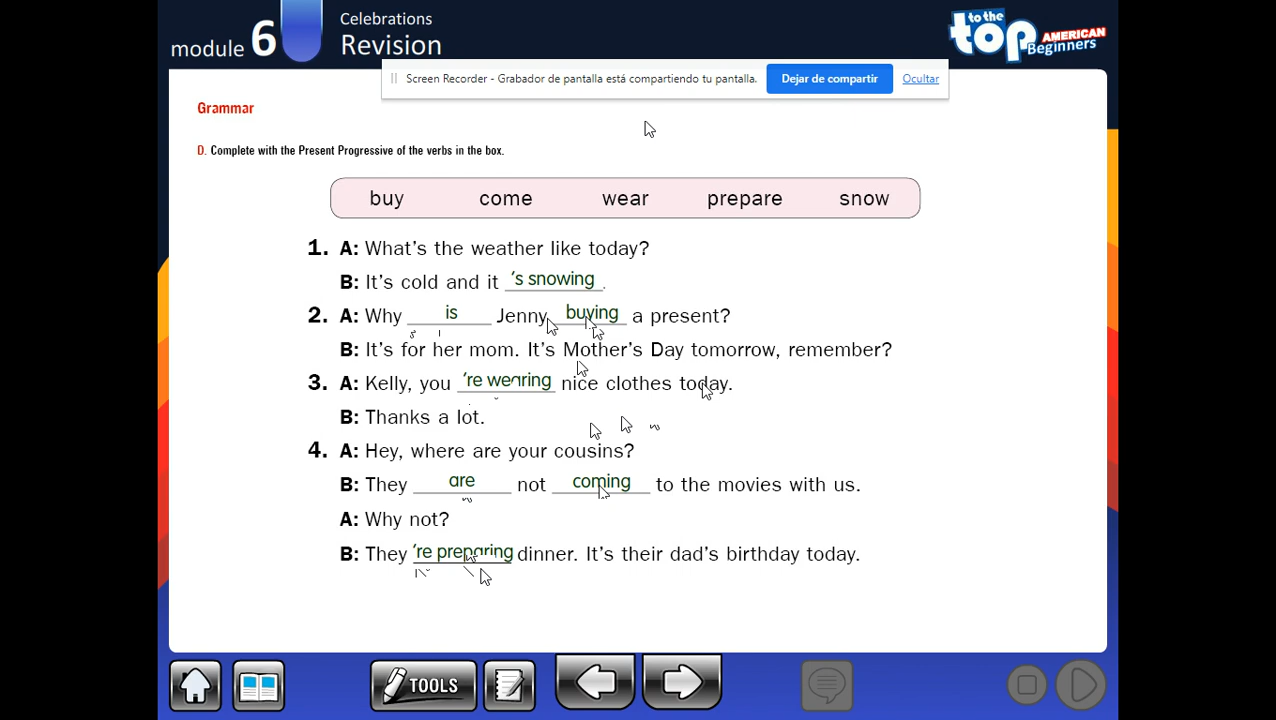 Celebrations
module 6 Revision
to the top AMERICAN Beginners
Screen Recorder - Grabador de pantalla está compartiendo tu pantalla. Dejar de compartir Ocultar
Grammar
D. Complete with the Present Progressive of the verbs in the box.
buy come wear prepare snow
1. A: What's the weather like today?
B: It's cold and it 's snowing.
2. A: Why is Jenny buying a present?
B: It's for her mom. It's Mother's Day tomorrow, remember?
3. A: Kelly, you 're wearing nice clothes today.
B: Thanks a lot.
4. A: Hey, where are your cousins?
B: They are not coming to the movies with us.
A: Why not?
B: They 're preparing dinner. It's their dad's birthday today.
TOOLS